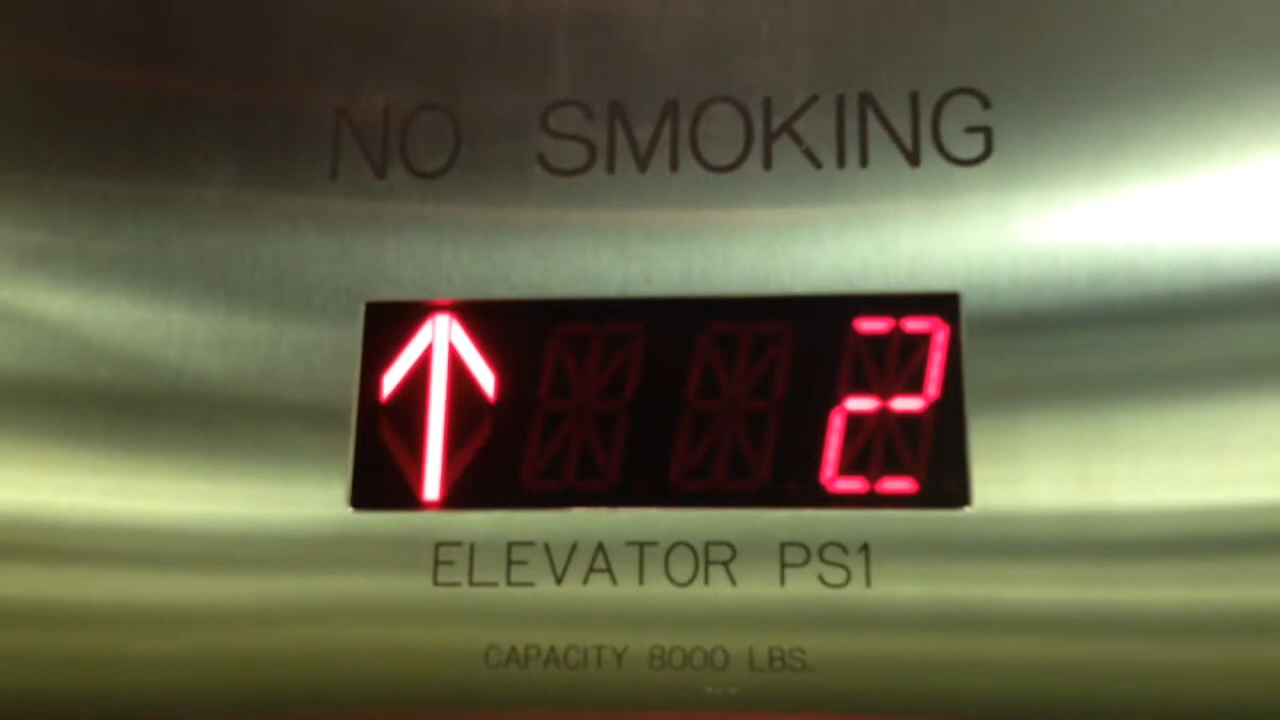 NO SMOKING
↑ 2
ELEVATOR PS1
CAPACITY 8000 LBS.